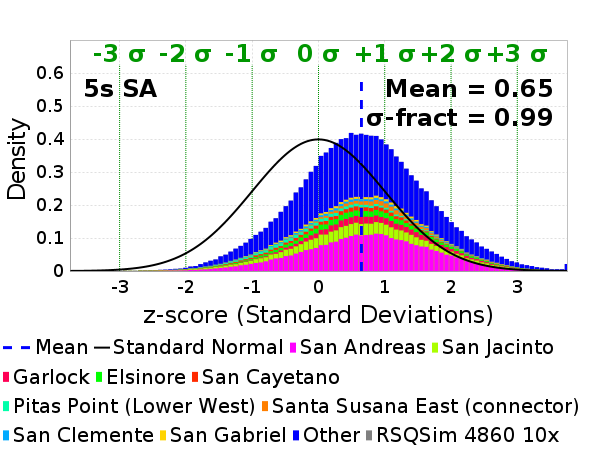 -3 σ -2 σ -1 σ 0 σ +1 σ +2 σ +3 σ
5s SA
Mean = 0.65
σ-fract = 0.99
0.6
0.5
0.4
0.3
0.2
0.1
0
Density
-3 -2 -1 0 1 2 3
z-score (Standard Deviations)
Mean Standard Normal San Andreas San Jacinto
Garlock Elsinore San Cayetano
Pitas Point (Lower West) Santa Susana East (connector)
San Clemente San Gabriel Other RSQSim 4860 10x